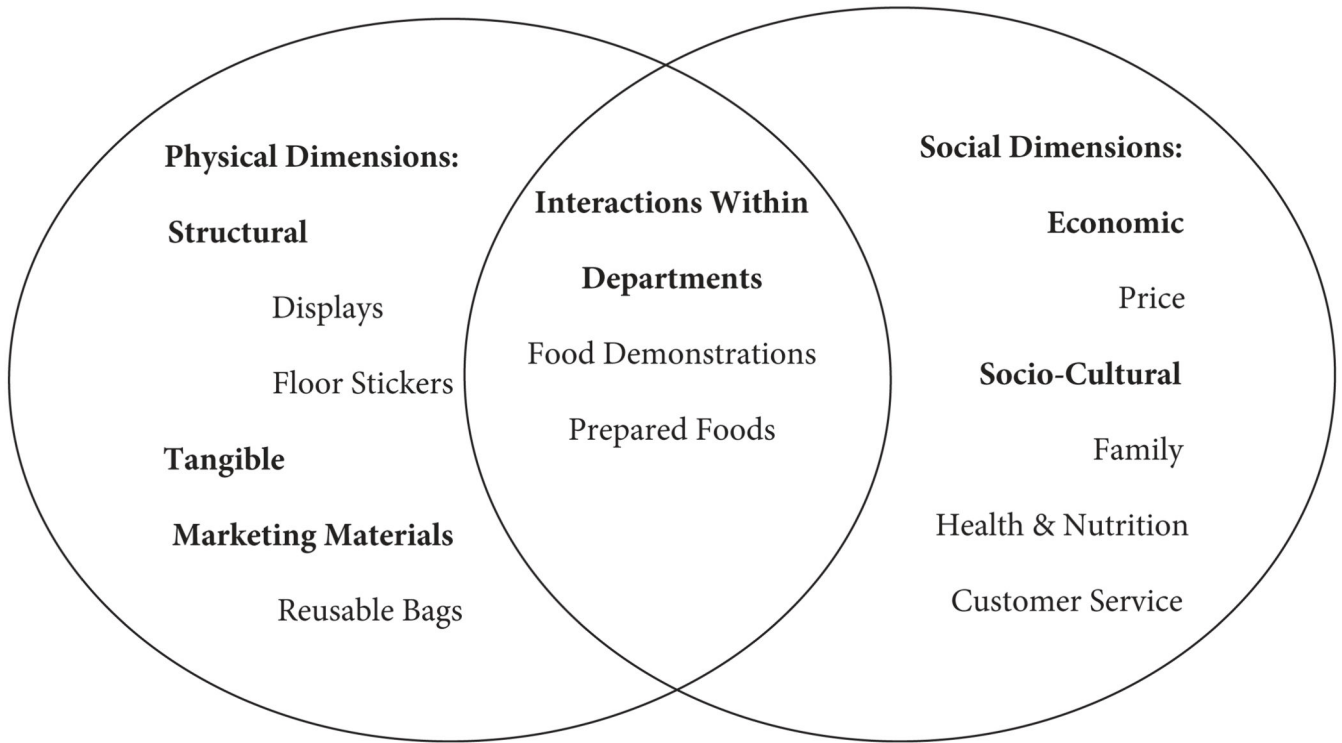 Physical Dimensions:
Structural
Displays
Floor Stickers
Tangible
Marketing Materials
Reusable Bags
Interactions Within
Departments
Food Demonstrations
Prepared Foods
Social Dimensions:
Economic
Price
Socio-Cultural
Family
Health & Nutrition
Customer Service